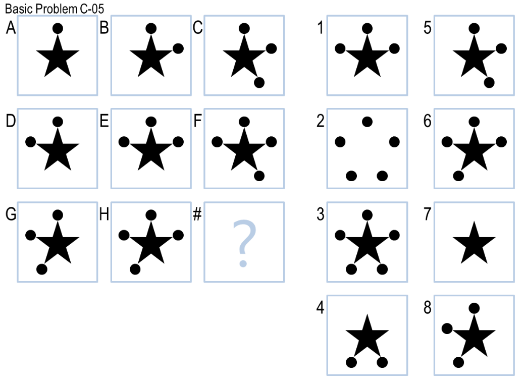 Basic Problem C-05
A B C 1 5
D E F 2 6
G H # ? 3 7
4 8